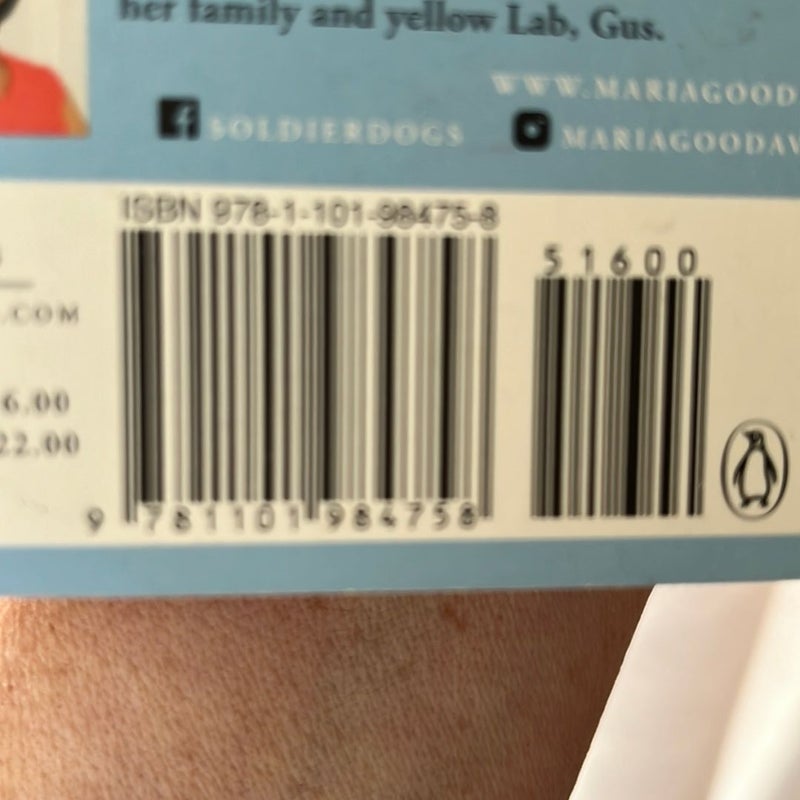 her family and yellow Lab, Gus.
WWW.MARIAGOOD
SOLDIERDOGS
MARIAGOODAV
ISBN 978-1-101-98475-8
51600
.COM
6.00
22.00
9 781101 984758